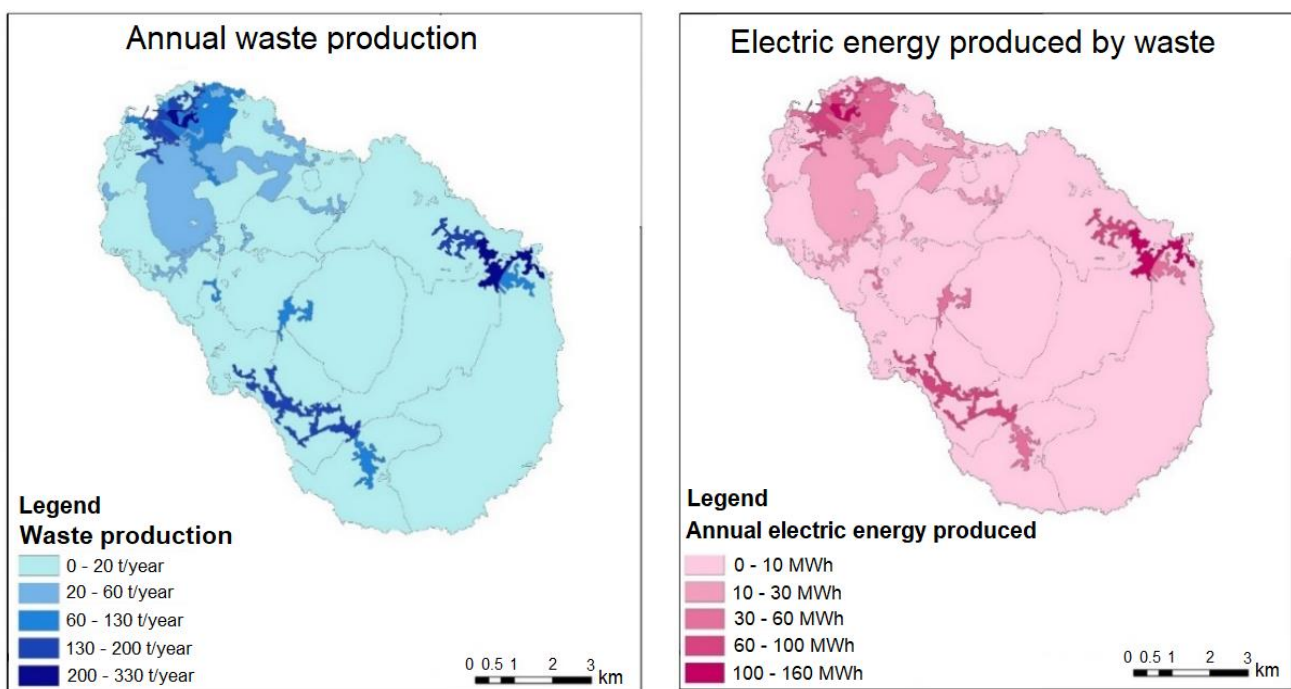 Annual waste production
Legend
Waste production
0 - 20 t/year
20 - 60 t/year
60 - 130 t/year
130 - 200 t/year
200 - 330 t/year
0 0.5 1 2 3
km
Electric energy produced by waste
Legend
Annual electric energy produced
0 - 10 MWh
10 - 30 MWh
30 - 60 MWh
60 - 100 MWh
100 - 160 MWh
0 0.5 1 2 3
km